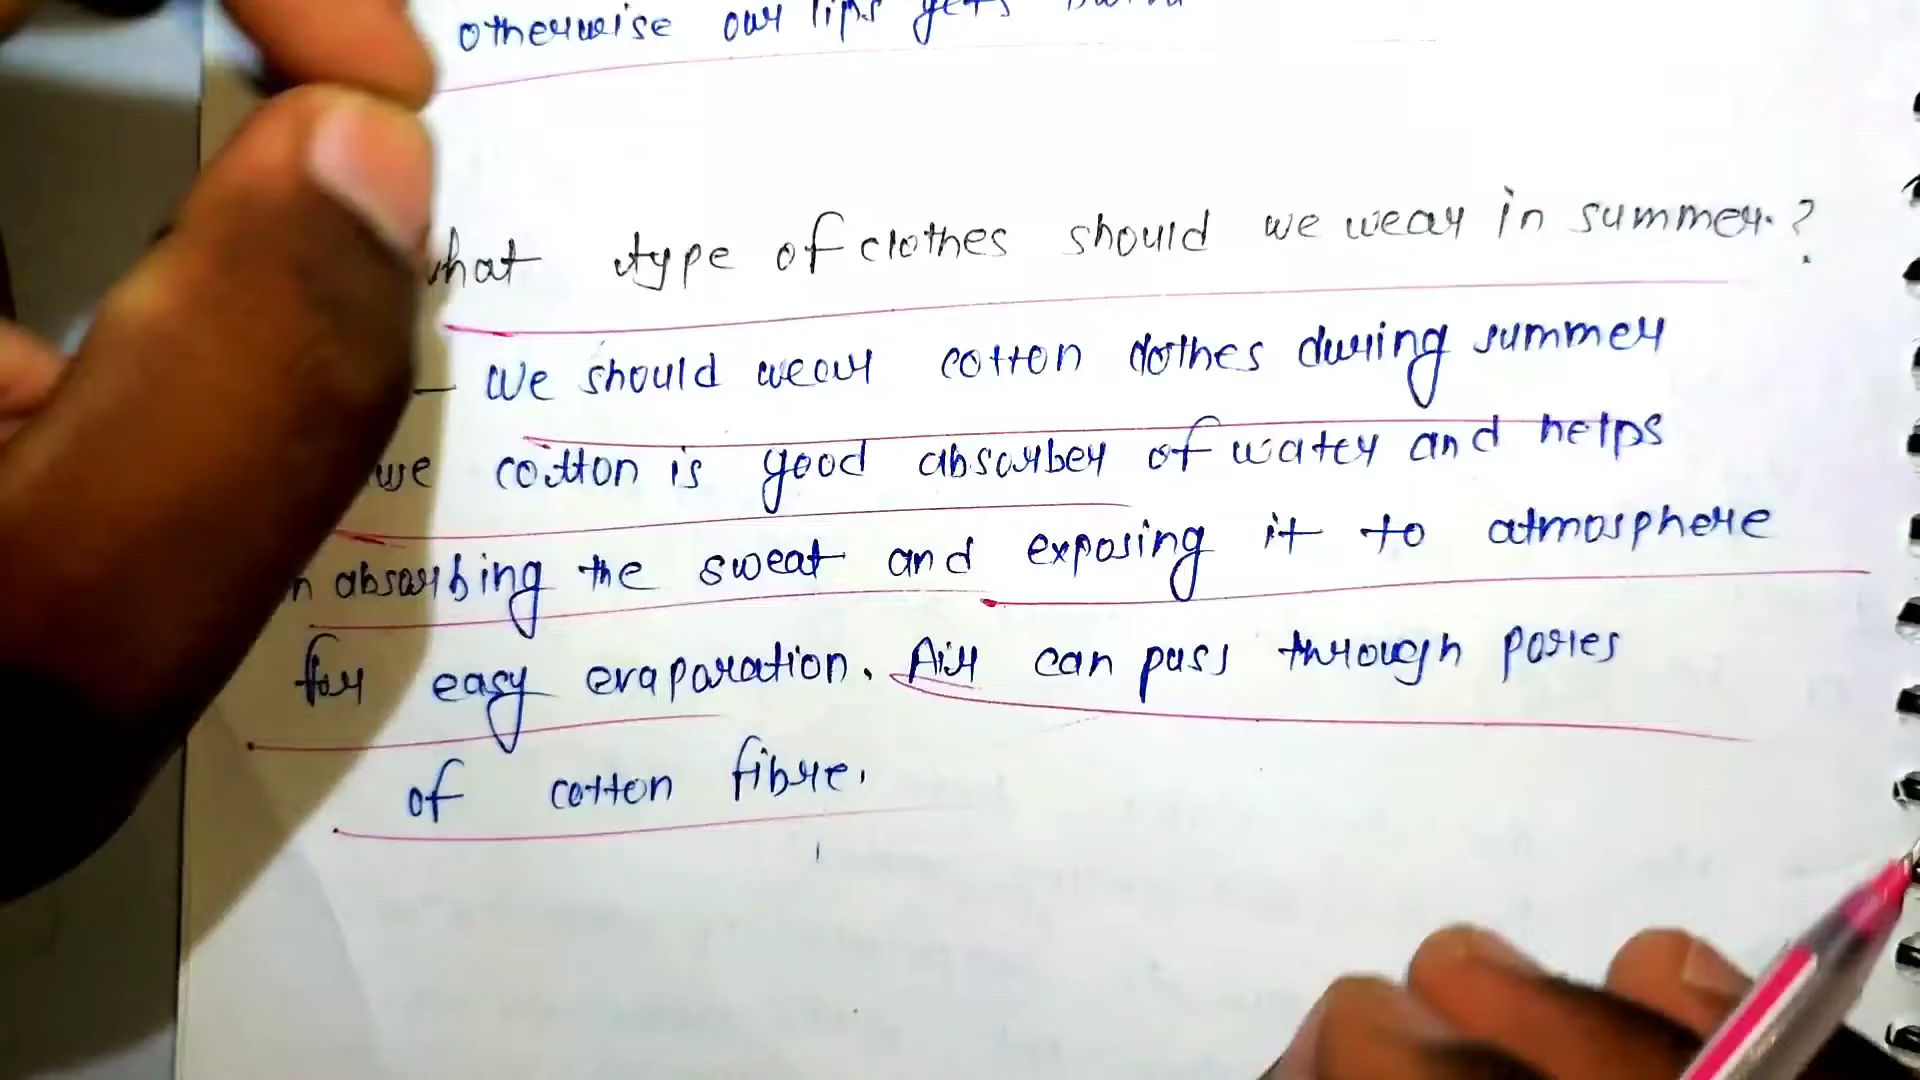 otherwise our lips gets
hat type of clothes should we wear in summer.?
– We should wear cotton clothes during summer
we cotton is good absorber of water and helps
n absorbing the sweat and exposing it to atmosphere
for easy evaporation. Air can pass through pores
of cotton fibre.